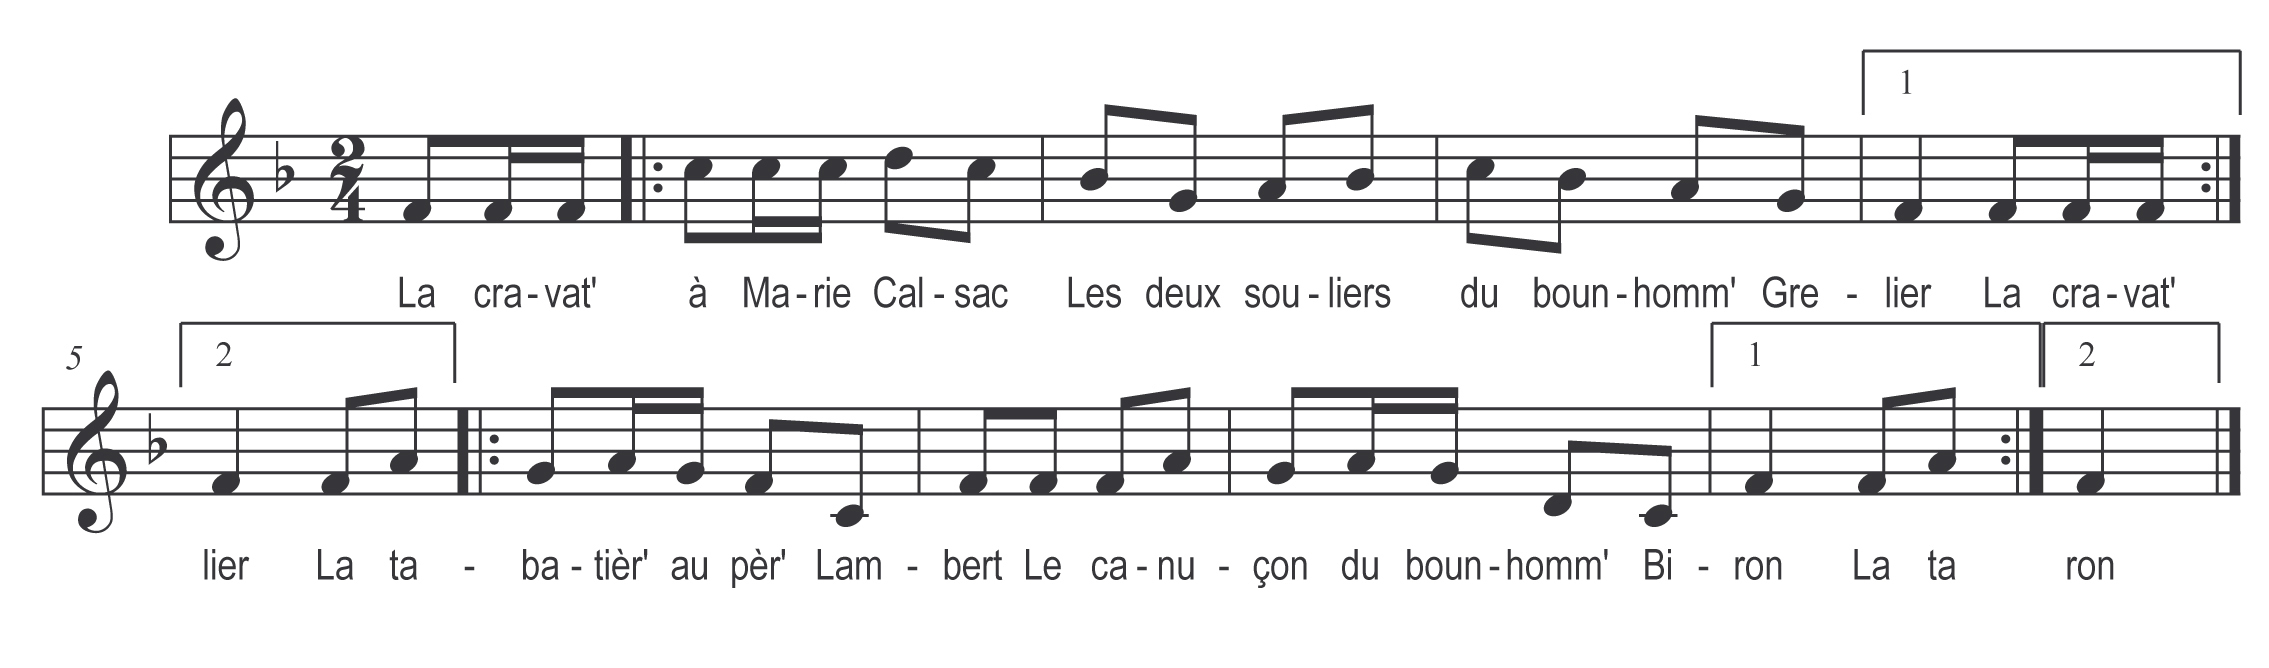 1
2
4
La cra - vat' à Ma - rie Cal - sac Les deux sou - liers du boun - homm' Gre - lier La cra - vat'
5 2 1 2
lier La ta - ba - tièr' au pèr' Lam - bert Le ca - nu - çon du boun - homm' Bi - ron La ta ron